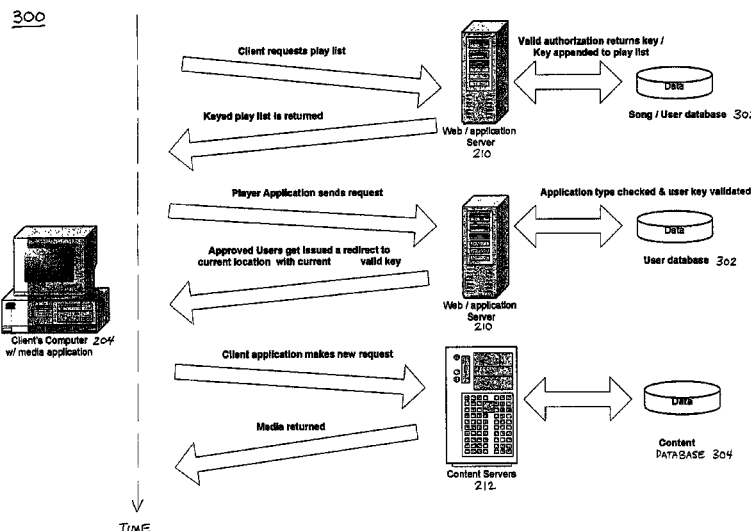 300
Client requests play list
Valid authorization returns key /
Key appended to play list
Data
Song / User database 302
Keyed play list is returned
Web / application
Server
210
Player Application sends request
Application type checked & user key validated
Data
User database 302
Approved Users get issued a redirect to
current location with current valid key
Web / application
Server
210
Client's Computer 204
w/ media application
Client application makes new request
Data
Media returned
Content
DATABASE 304
Content Servers
212
TIME